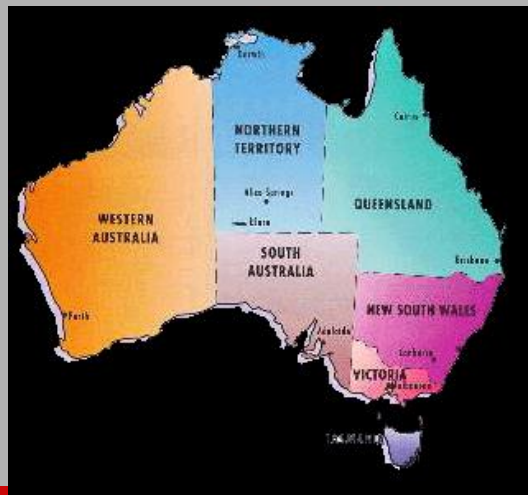 Darwin
Cairns
NORTHERN
TERRITORY
Alice Springs
QUEENSLAND
WESTERN
AUSTRALIA
SOUTH
AUSTRALIA
Brisbane
NEW SOUTH WALES
Perth
Adelaide
Canberra
VICTORIA
Melbourne
TASMANIA